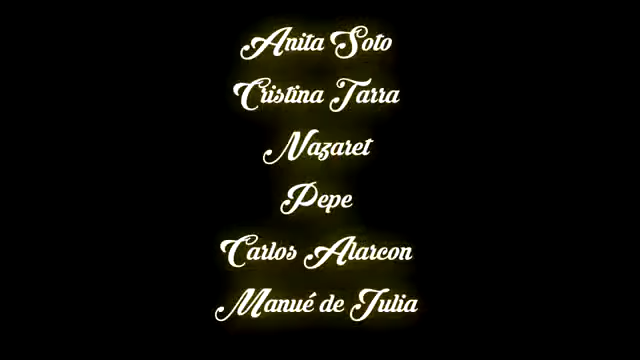 Anita Soto
Cristina Tarra
Nazaret
Pepe
Carlos Alarcon
Manué de Julia